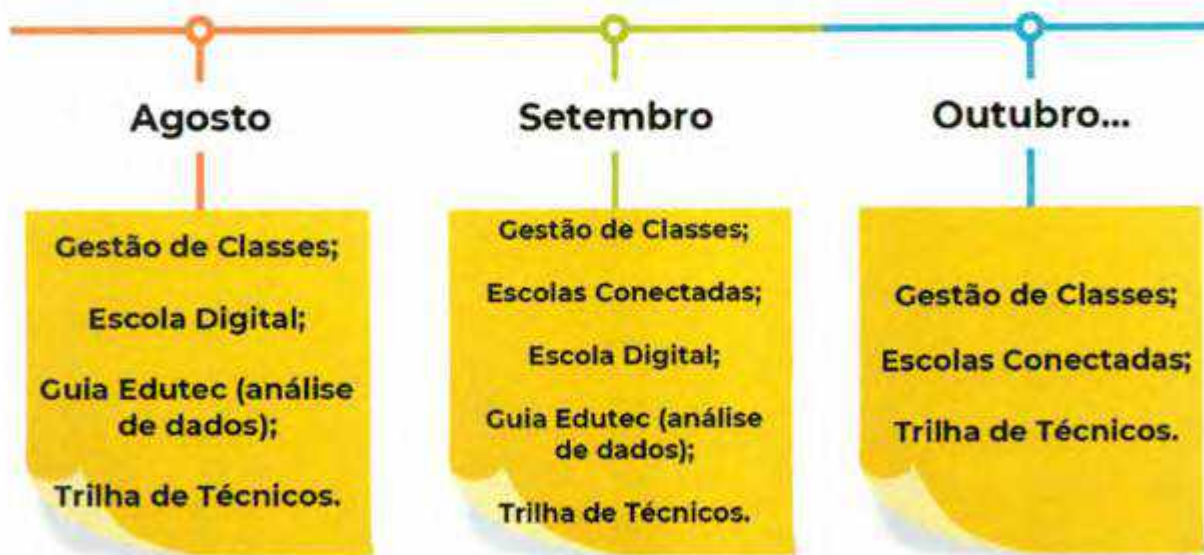 Agosto
Gestão de Classes;
Escola Digital;
Guia Edutec (análise
de dados);
Trilha de Técnicos.
Setembro
Gestão de Classes;
Escolas Conectadas;
Escola Digital;
Guia Edutec (análise
de dados);
Trilha de Técnicos.
Outubro...
Gestão de Classes;
Escolas Conectadas;
Trilha de Técnicos.